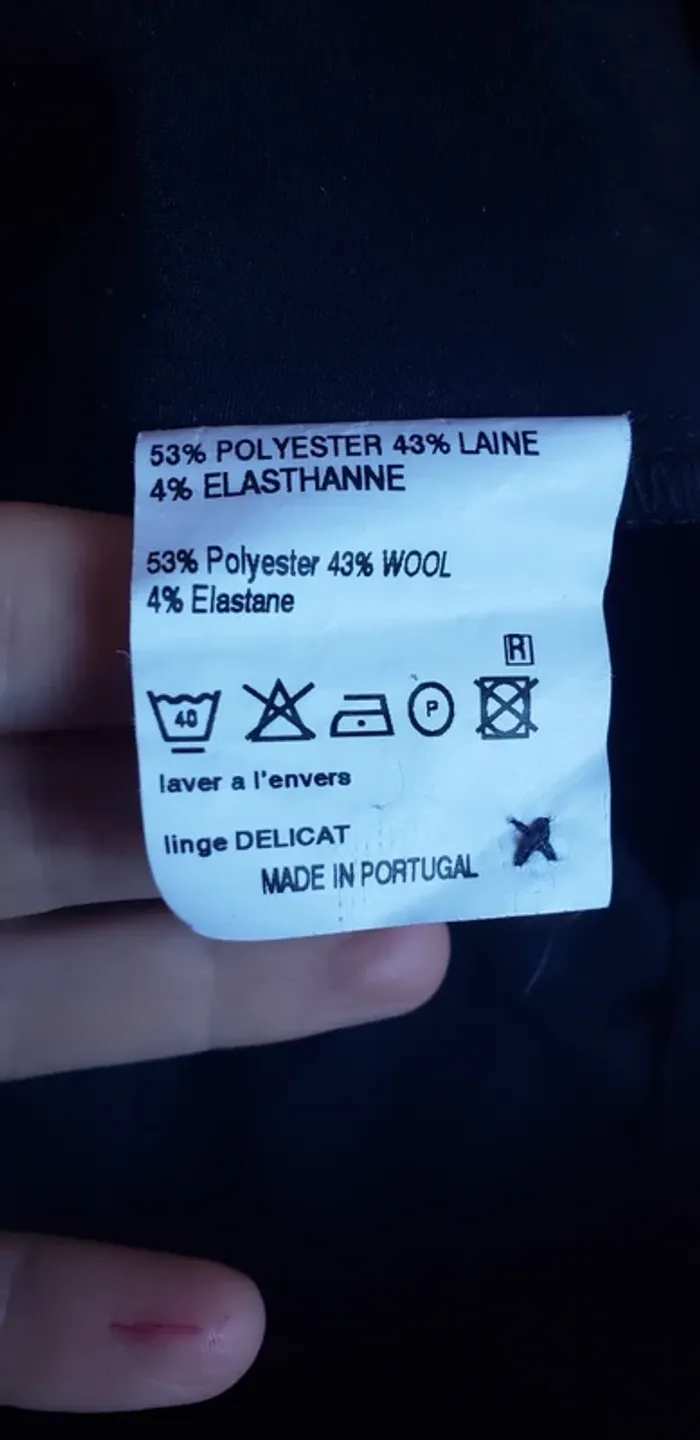 53% POLYESTER 43% LAINE
4% ELASTHANNE
53% Polyester 43% WOOL
4% Elastane
R
40 P
laver a l'envers
linge DELICAT
MADE IN PORTUGAL